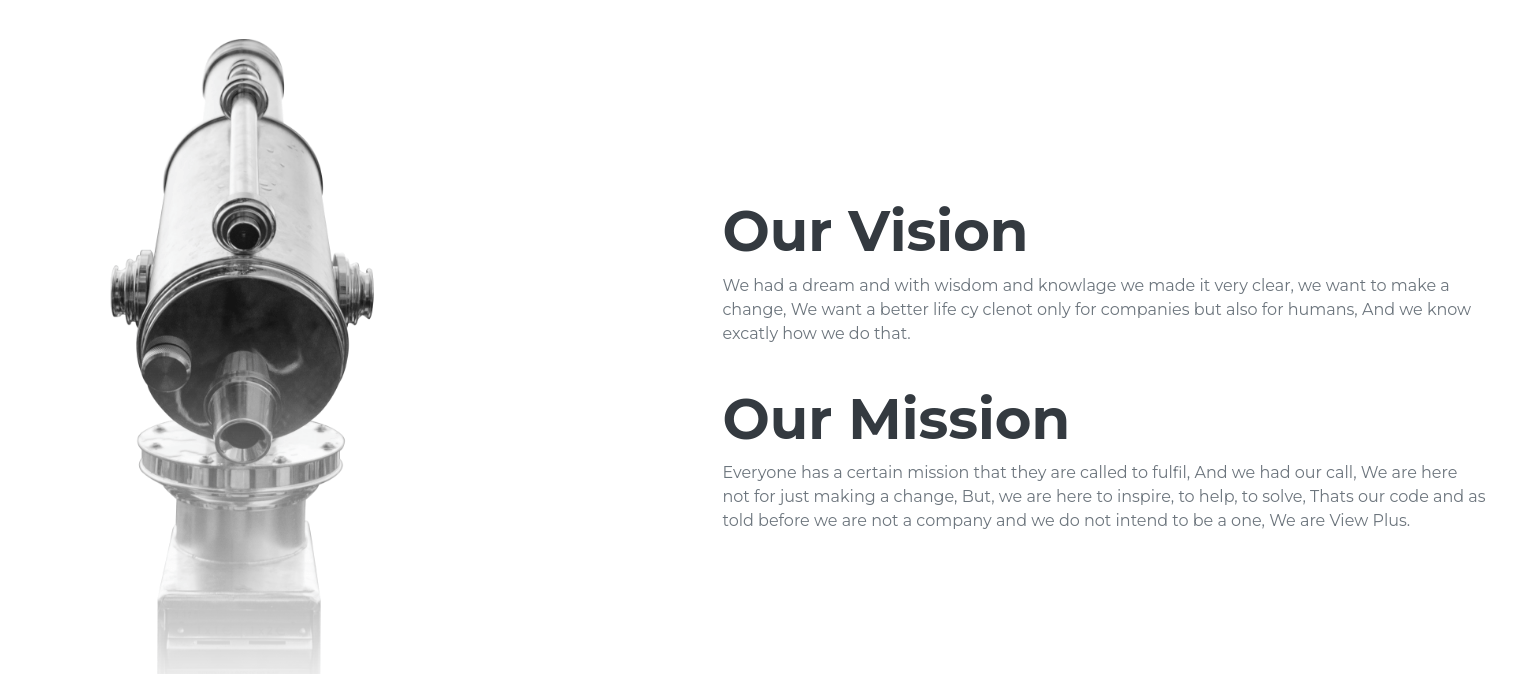 Our Vision
We had a dream and with wisdom and knowlage we made it very clear, we want to make a
change, We want a better life cy clenot only for companies but also for humans, And we know
excatly how we do that.
Our Mission
Everyone has a certain mission that they are called to fulfil, And we had our call, We are here
not for just making a change, But, we are here to inspire, to help, to solve, Thats our code and as
told before we are not a company and we do not intend to be a one, We are View Plus.